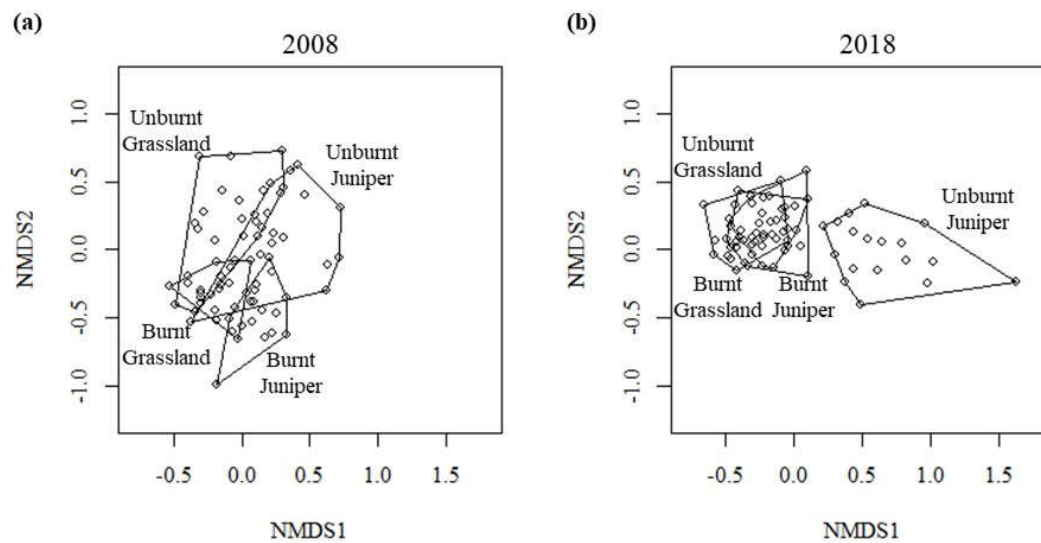 (a)
2008
Unburnt
Grassland
Unburnt
Juniper
Burnt
Grassland
Burnt
Juniper
NMDS2
1.0
0.5
0.0
-0.5
-1.0
-0.5
0.0
0.5
1.0
1.5
NMDS1
(b)
2018
Unburnt
Grassland
Unburnt
Juniper
Burnt
Grassland
Burnt
Juniper
NMDS2
1.0
0.5
0.0
-0.5
-1.0
-0.5
0.0
0.5
1.0
1.5
NMDS1